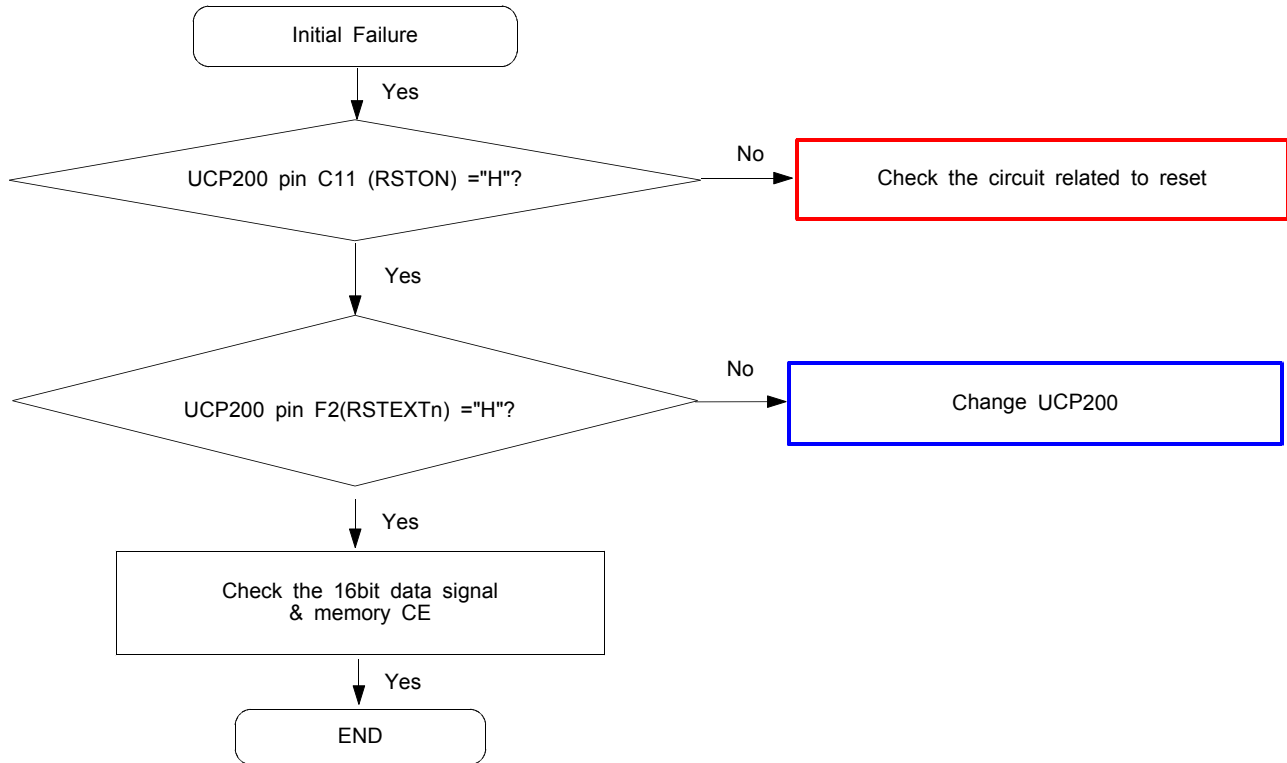 Initial Failure
Yes
UCP200 pin C11 (RSTON) ="H"?
No
Check the circuit related to reset
Yes
UCP200 pin F2(RSTEXTn) ="H"?
No
Change UCP200
Yes
Check the 16bit data signal
& memory CE
Yes
END